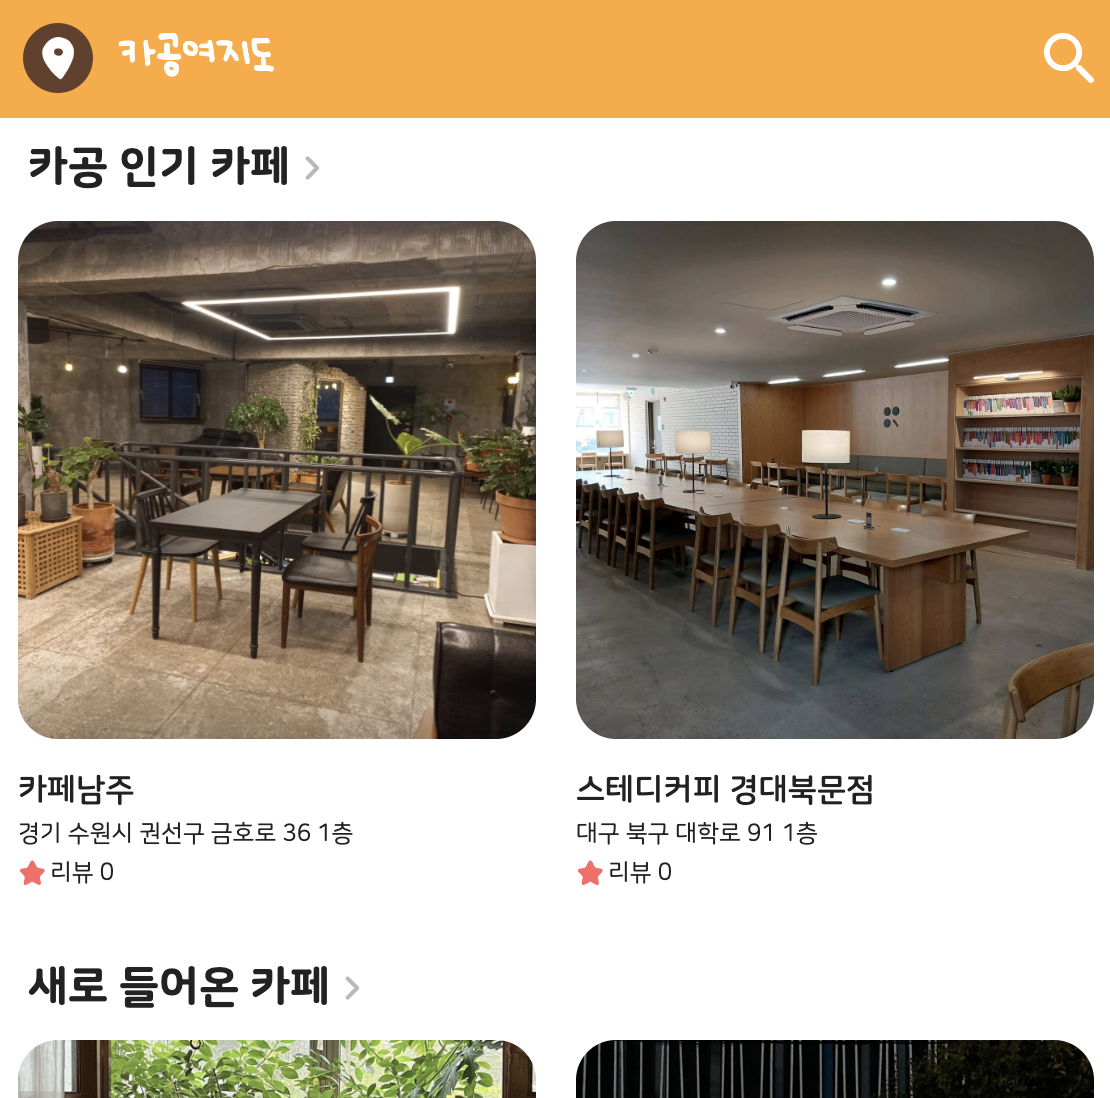 카공여지도
카공 인기 카페
카페남주
경기 수원시 권선구 금호로 36 1층
리뷰 0
스테디커피 경대북문점
대구 북구 대학로 91 1층
리뷰 0
새로 들어온 카페